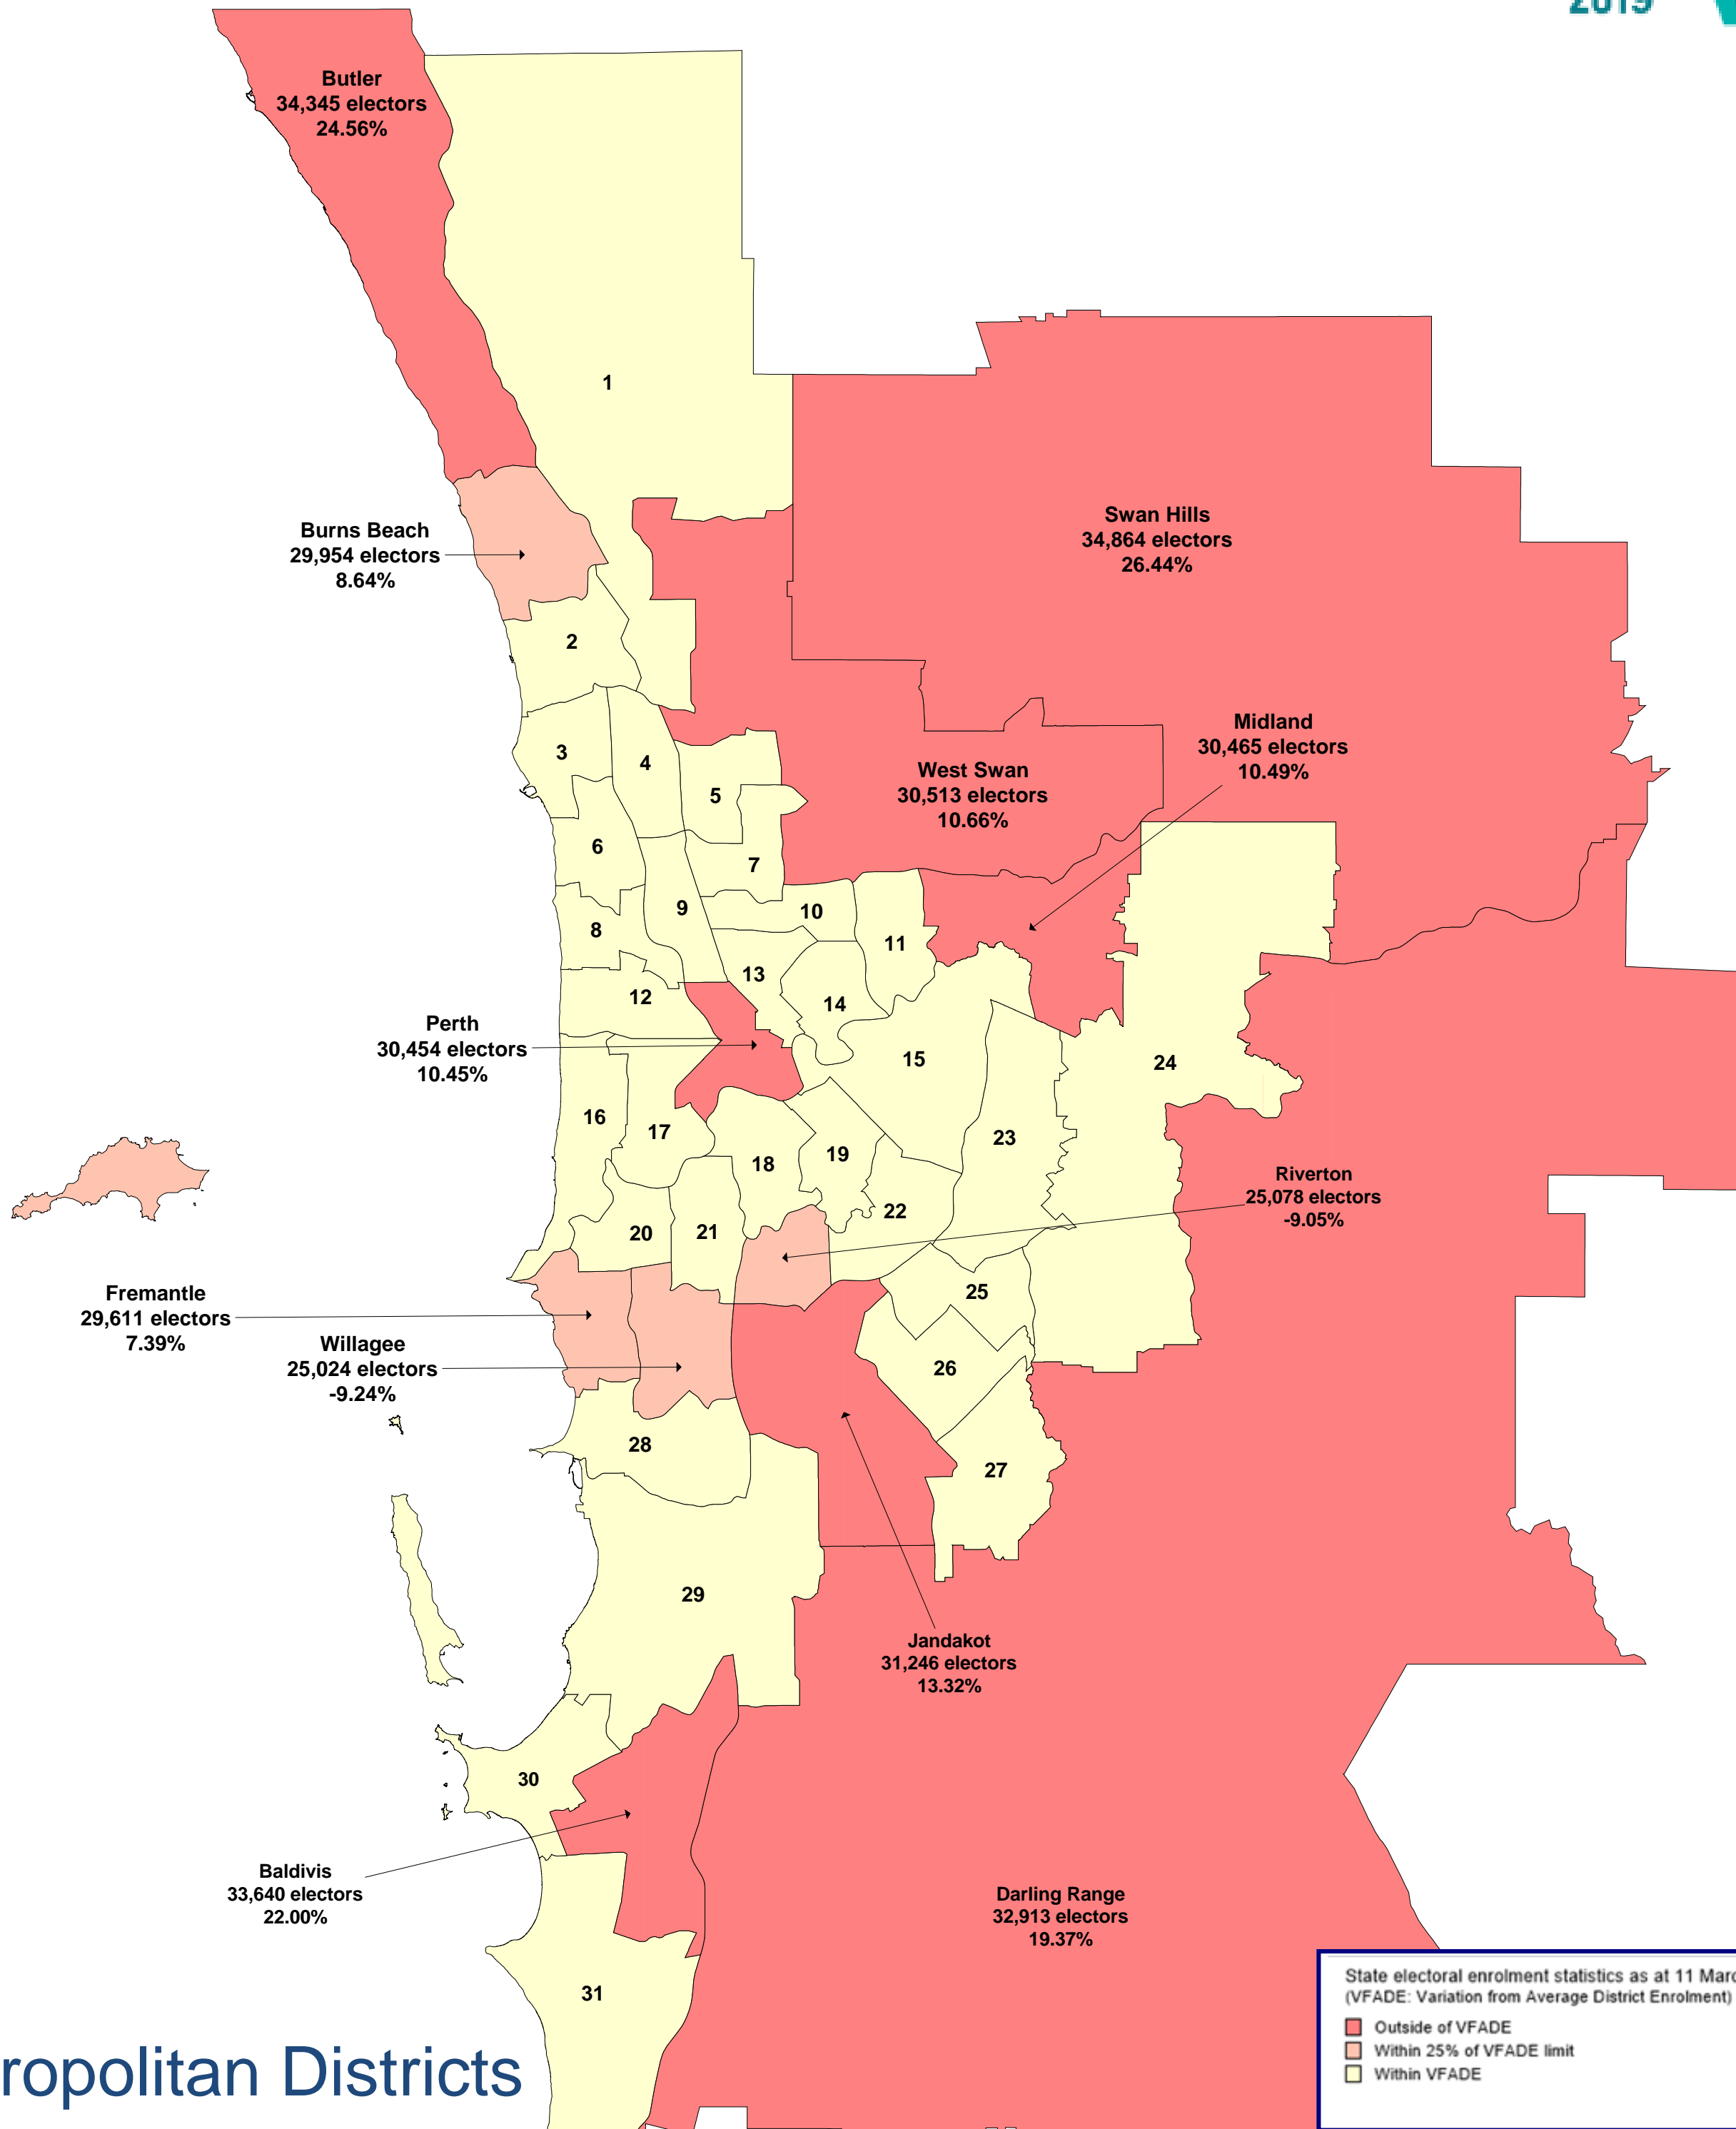 2019
Butler
34,345 electors
24.56%
1
Swan Hills
34,864 electors
26.44%
Burns Beach
29,954 electors
8.64%
2
Midland
30,465 electors
10.49%
3
4
5
West Swan
30,513 electors
10.66%
6
7
8
9
10
11
12
13
14
Perth
30,454 electors
10.45%
15
24
16
17
18
19
23
Riverton
25,078 electors
-9.05%
20
21
22
Fremantle
29,611 electors
7.39%
25
Willagee
25,024 electors
-9.24%
26
28
27
29
Jandakot
31,246 electors
13.32%
30
Baldivis
33,640 electors
22.00%
Darling Range
32,913 electors
19.37%
31
State electoral enrolment statistics as at 11 Marc
(VFADE: Variation from Average District Enrolment)
Outside of VFADE
Within 25% of VFADE limit
Within VFADE
ropolitan Districts